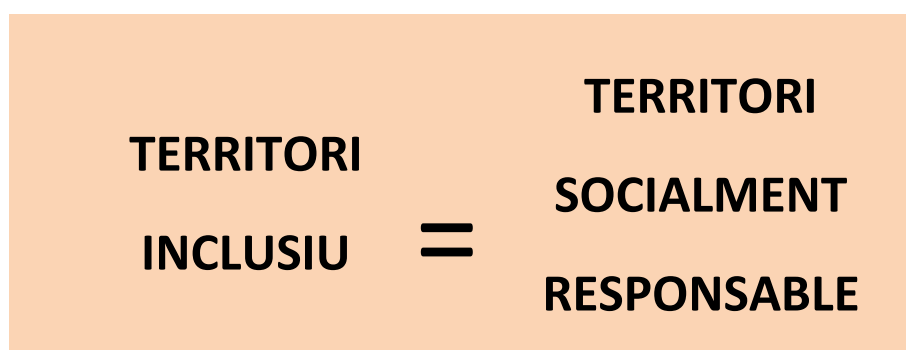 TERRITORI
INCLUSIU
=
TERRITORI
SOCIALMENT
RESPONSABLE